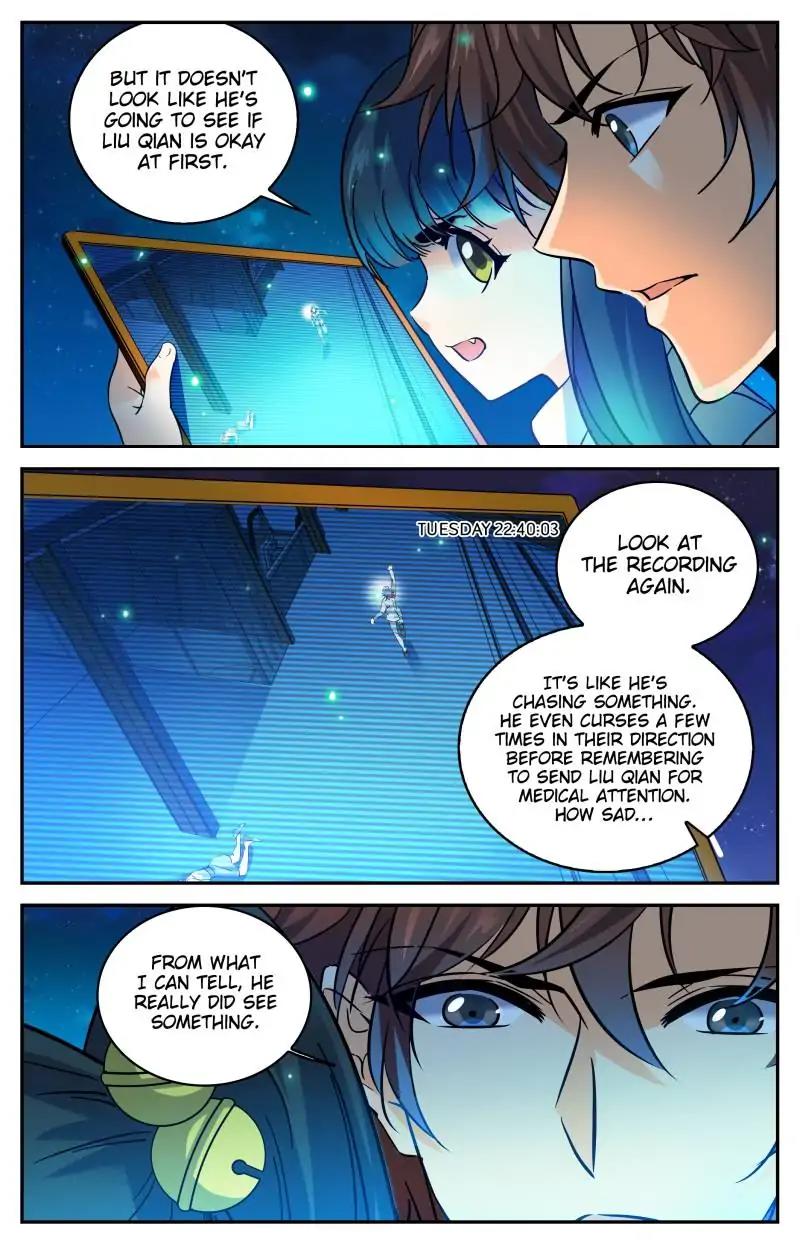 BUT IT DOESN'T
LOOK LIKE HE'S
GOING TO SEE IF
LIU QIAN IS OKAY
AT FIRST.
TUESDAY 22:40:03
LOOK AT
THE RECORDING
AGAIN.
IT'S LIKE HE'S
CHASING SOMETHING.
HE EVEN CURSES A FEW
TIMES IN THEIR DIRECTION
BEFORE REMEMBERING
TO SEND LIU QIAN FOR
MEDICAL ATTENTION.
HOW SAD...
FROM WHAT
I CAN TELL, HE
REALLY DID SEE
SOMETHING.